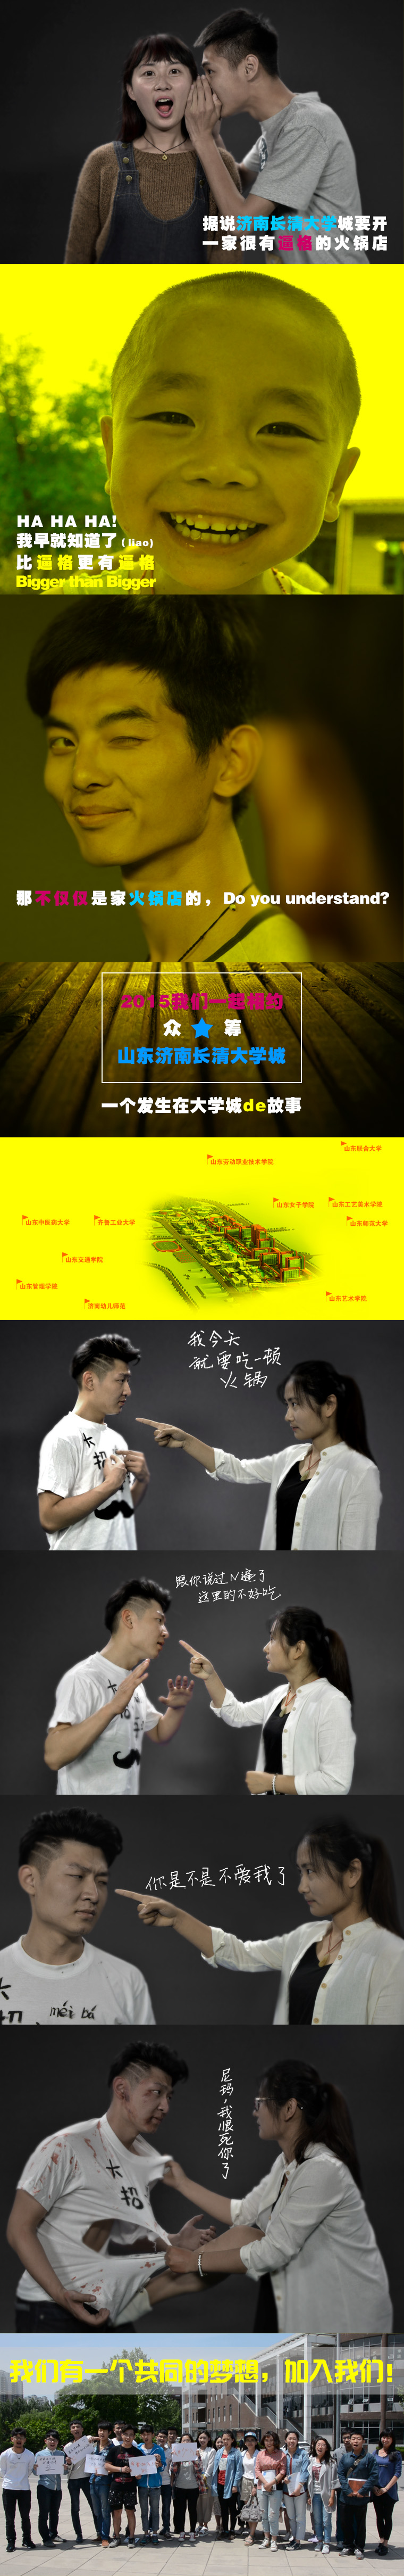 据说济南长清大学城要开
一家很有逼格的火锅店
HA HA HA!
我早就知道了(liao)
比逼格更有逼格
Bigger than Bigger
那不仅仅是家火锅店的，Do you understand?
2015我们一起相约
众★筹
山东济南长清大学城
一个发生在大学城de故事
山东联合大学
山东劳动职业技术学院
山东女子学院
山东工艺美术学院
山东中医药大学
齐鲁工业大学
山东师范大学
山东交通学院
山东管理学院
济南幼儿师范
山东艺术学院
我今天
就要吃一顿
火锅
大
招
跟你说过N遍了
这里的不好吃
你是不是不爱我了
大
招
méi bá
尼玛，我恨死你了
大
招
我们有一个共同的梦想，加入我们!